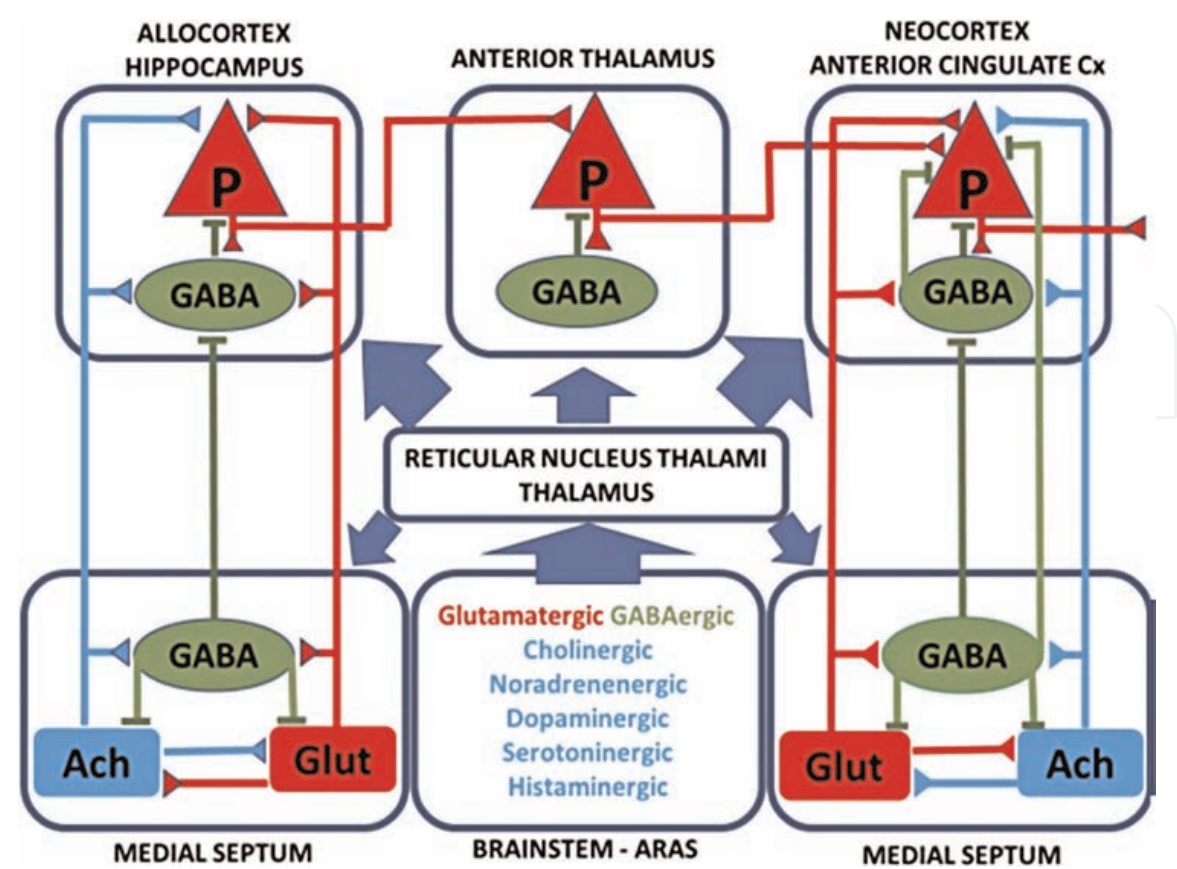 ALLOCORTEX
HIPPOCAMPUS
ANTERIOR THALAMUS
NEOCORTEX
ANTERIOR CINGULATE Cx
P
P
P
GABA
GABA
GABA
RETICULAR NUCLEUS THALAMI
THALAMUS
GABA
Ach
Glut
MEDIAL SEPTUM
Glutamatergic GABAergic
Cholinergic
Noradrenenergic
Dopaminergic
Serotoninergic
Histaminergic
BRAINSTEM - ARAS
GABA
Glut
Ach
MEDIAL SEPTUM